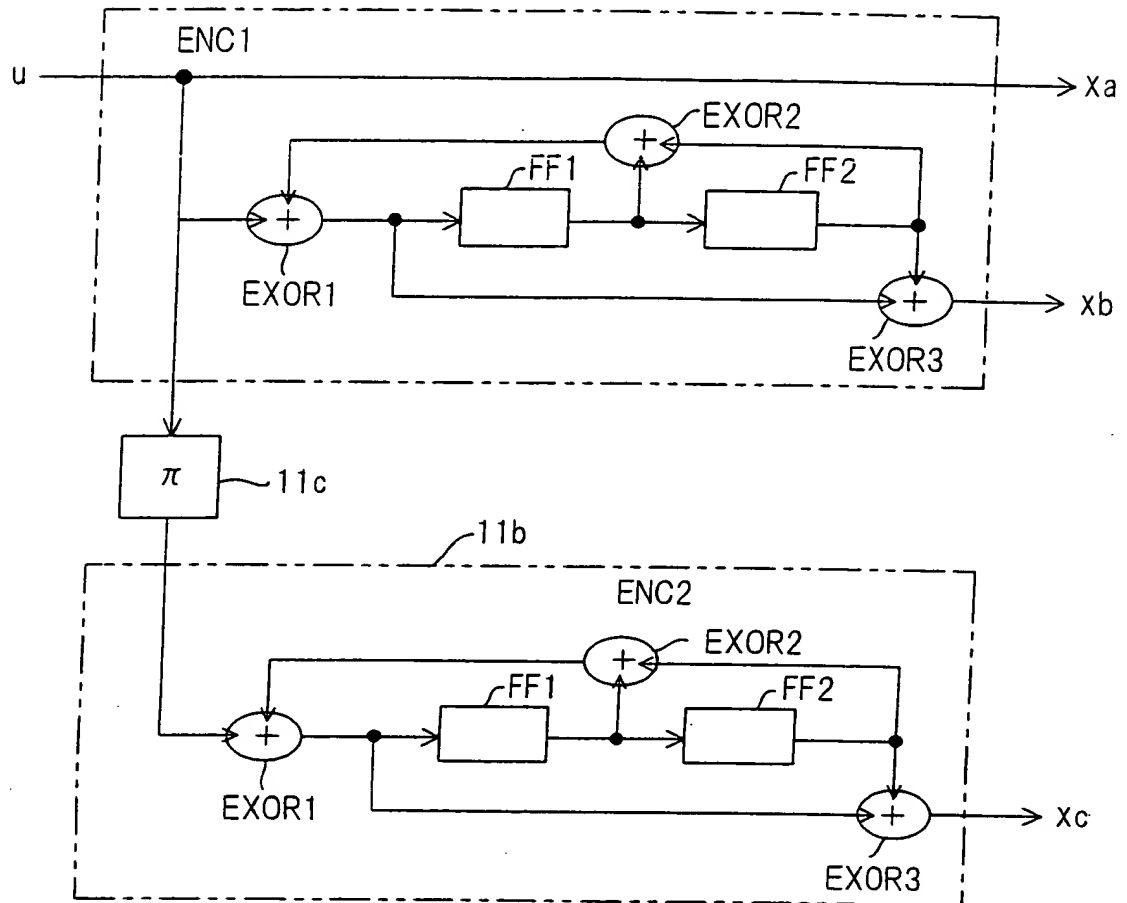 ENC1
u
Xa
EXOR2
FF1
FF2
+
+
EXOR1
+
Xb
EXOR3
π
11c
11b
ENC2
EXOR2
+
FF1
FF2
+
EXOR1
+
Xc
EXOR3